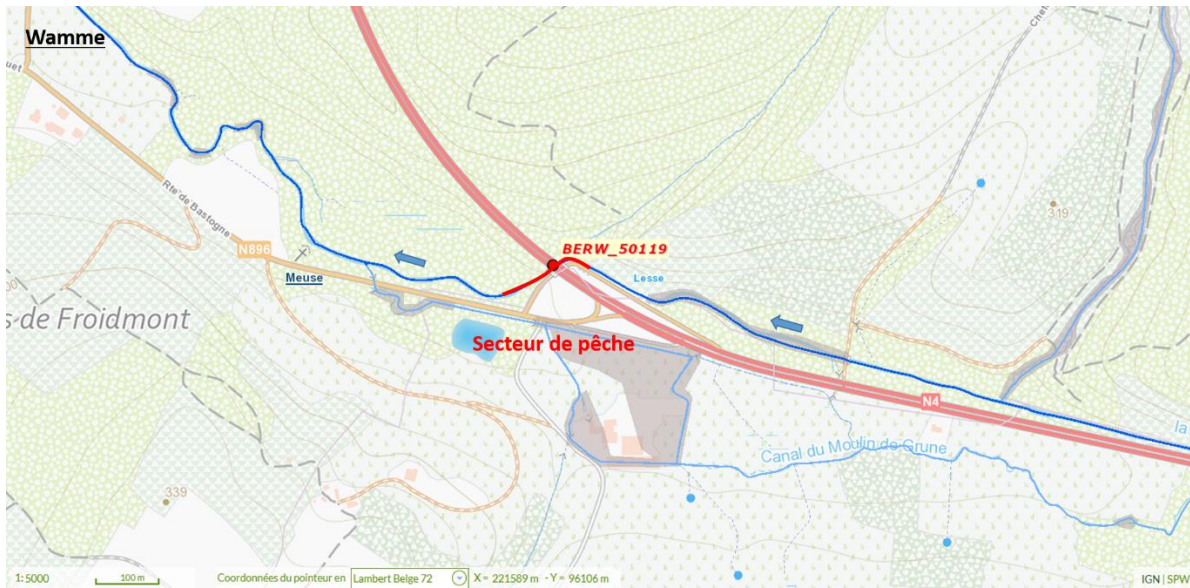 Wamme
Rte de Bastogne
N896
Meuse
BERW_50119
Lesse
319
s de Froidmont
Secteur de pêche
N4
la
Canal du Moulin de Grune
339
1:5000
100 m
Coordonnées du pointeur en Lambert Belge 72 X = 221589 m - Y = 96106 m
IGN | SPW